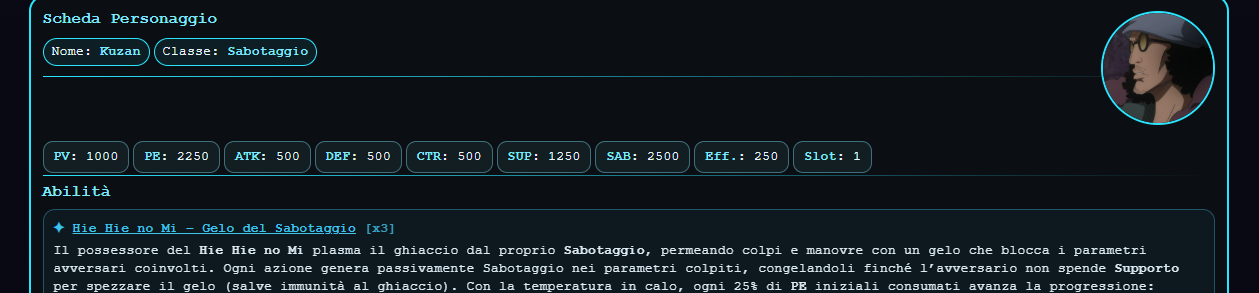 Scheda Personaggio
Nome: Kuzan Classe: Sabotaggio
PV: 1000 PE: 2250 ATK: 500 DEF: 500 CTR: 500 SUP: 1250 SAB: 2500 Eff.: 250 Slot: 1
Abilità
✦ Hie Hie no Mi — Gelo del Sabotaggio [x3]
Il possessore del Hie Hie no Mi plasma il ghiaccio dal proprio Sabotaggio, permeando colpi e manovre con un gelo che blocca i parametri
avversari coinvolti. Ogni azione genera passivamente Sabotaggio nei parametri colpiti, congelandoli finché l’avversario non spende Supporto
per spezzare il gelo (salve immunità al ghiaccio). Con la temperatura in calo, ogni 25% di PE iniziali consumati avanza la progressione: